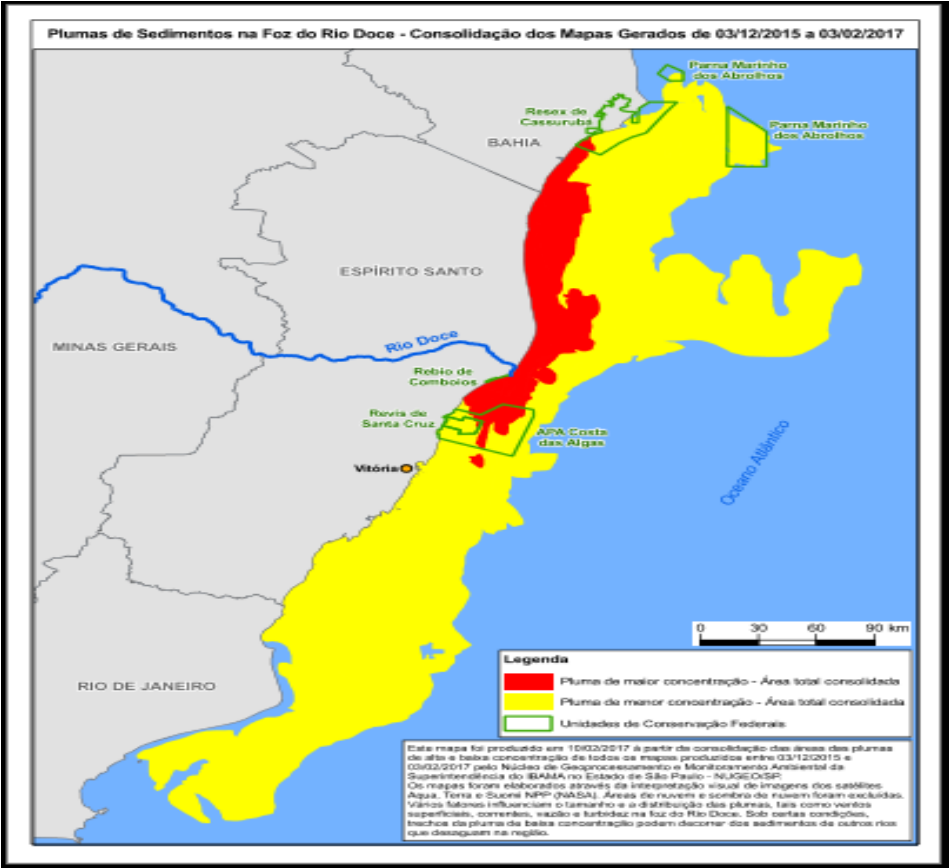 Plumas de Sedimentos na Foz do Rio Doce - Consolidação dos Mapas Gerados de 03/12/2015 a 03/02/2017
Parna Marinho
dos Abrolhos
Resex de
Cassurubá
Parna Marinho
dos Abrolhos
BAHIA
ESPÍRITO SANTO
MINAS GERAIS
Rio Doce
Rebio de
Comboios
Revis de
Santa Cruz
APA Costa
das Algas
Vitória
Oceano Atlântico
0 30 60 90 km
RIO DE JANEIRO
Legenda
Pluma de maior concentração - Área total consolidada
Pluma de menor concentração - Área total consolidada
Unidades de Conservação Federais
Este mapa foi produzido em 10/02/2017 à partir da consolidação das áreas das plumas
de alta e baixa concentração de todos os mapas produzidos entre 03/12/2015 e
03/02/2017 pelo Núcleo de Geoprocessamento e Monitoramento Ambiental da
Superintendência do IBAMA no Estado de São Paulo - NUGEO/SP.
Os mapas foram elaborados através da interpretação visual de imagens dos satélites
Aqua, Terra e Suomi NPP (NASA). Áreas de nuvem e sombra de nuvem foram excluídas.
Vários fatores influenciam o tamanho e a distribuição das plumas, tais como ventos
superficiais, correntes, vazão e turbidez na foz do Rio Doce. Sob certas condições,
trechos da pluma de baixa concentração podem decorrer dos sedimentos de outros rios
que desaguam na região.